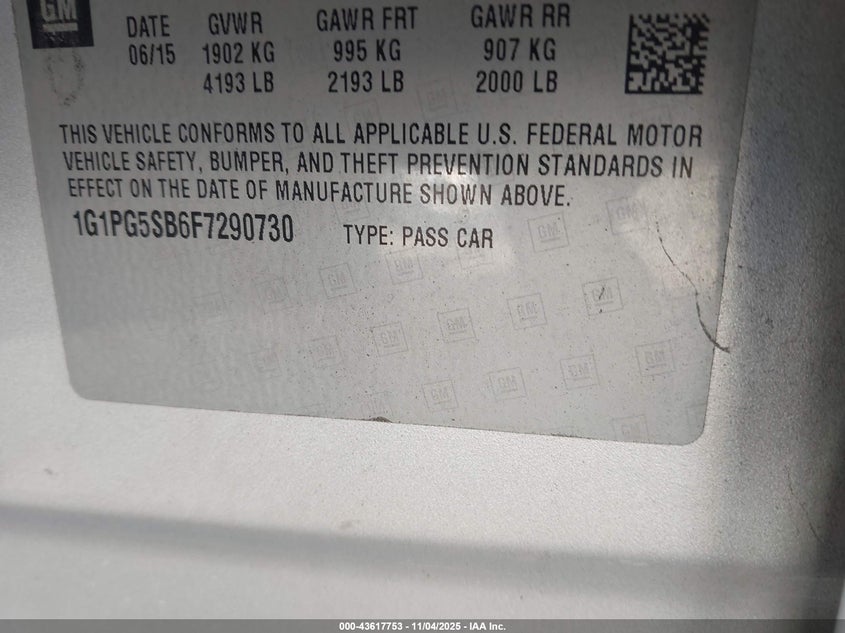 GM
DATE GVWR GAWR FRT GAWR RR
06/15 1902 KG 995 KG 907 KG
4193 LB 2193 LB 2000 LB
THIS VEHICLE CONFORMS TO ALL APPLICABLE U.S. FEDERAL MOTOR
VEHICLE SAFETY, BUMPER, AND THEFT PREVENTION STANDARDS IN
EFFECT ON THE DATE OF MANUFACTURE SHOWN ABOVE.
1G1PG5SB6F7290730 TYPE: PASS CAR
000-43617753 - 11/04/2025 - IAA Inc.